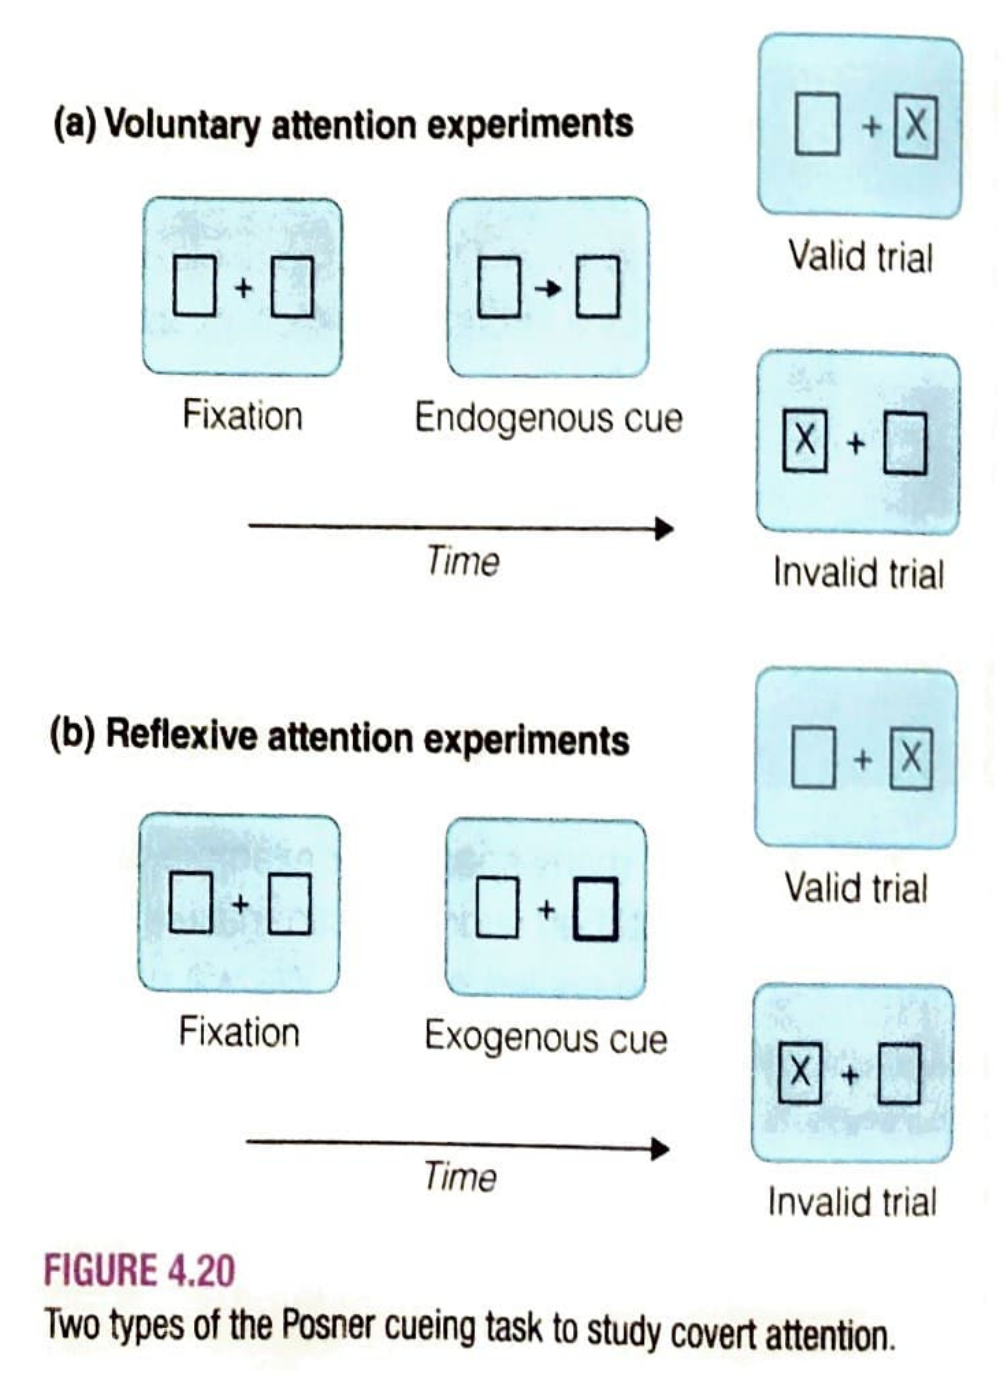 (a) Voluntary attention experiments
+ X
Valid trial
+
Fixation
Endogenous cue
X +
Invalid trial
Time
(b) Reflexive attention experiments
+ X
Valid trial
+
Fixation
+
Exogenous cue
X +
Invalid trial
Time
FIGURE 4.20
Two types of the Posner cueing task to study covert attention.